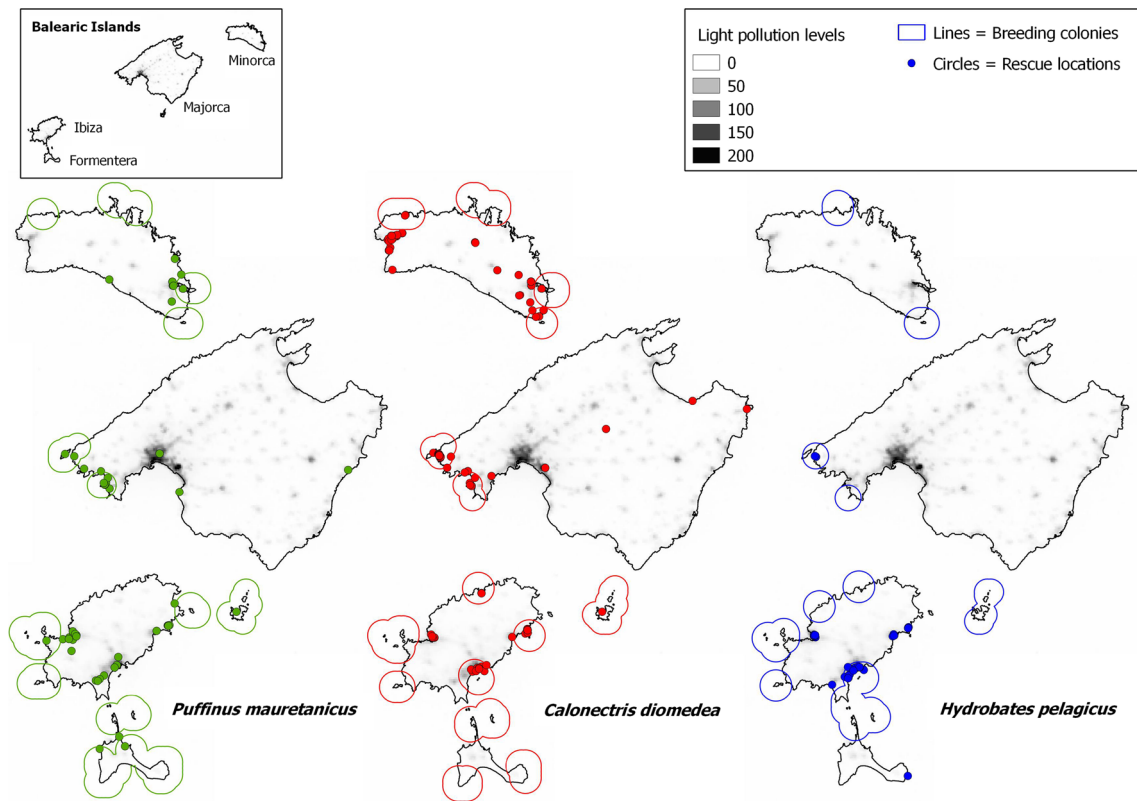 Balearic Islands
Minorca
Majorca
Ibiza
Formentera
Light pollution levels
0
50
100
150
200
Lines = Breeding colonies
Circles = Rescue locations
Puffinus mauretanicus
Calonectris diomedea
Hydrobates pelagicus